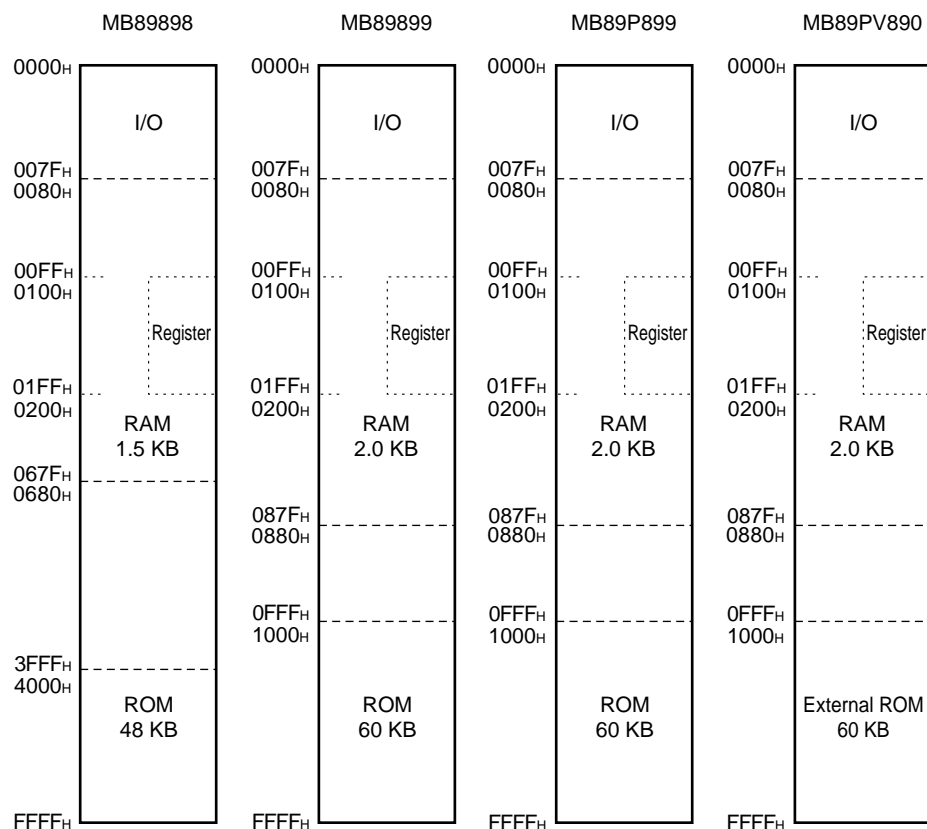 MB89898
0000H
I/O
007FH
0080H
00FFH
0100H
Register
01FFH
0200H
RAM
1.5 KB
067FH
0680H
3FFFH
4000H
ROM
48 KB
FFFFH
MB89899
0000H
I/O
007FH
0080H
00FFH
0100H
Register
01FFH
0200H
RAM
2.0 KB
087FH
0880H
0FFFH
1000H
ROM
60 KB
FFFFH
MB89P899
0000H
I/O
007FH
0080H
00FFH
0100H
Register
01FFH
0200H
RAM
2.0 KB
087FH
0880H
0FFFH
1000H
ROM
60 KB
FFFFH
MB89PV890
0000H
I/O
007FH
0080H
00FFH
0100H
Register
01FFH
0200H
RAM
2.0 KB
087FH
0880H
0FFFH
1000H
External ROM
60 KB
FFFFH